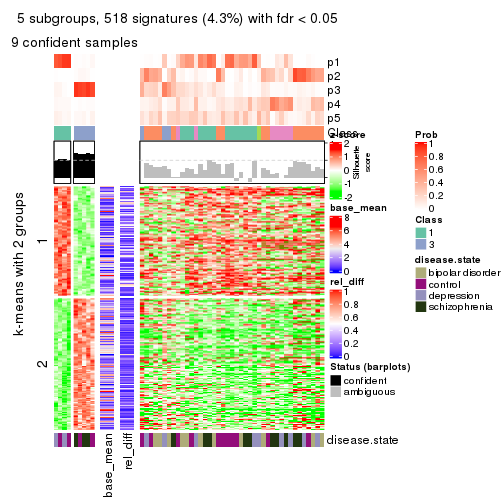 5 subgroups, 518 signatures (4.3%) with fdr < 0.05
9 confident samples
p1
p2
p3
p4
p5
Class
z-score
2
1
0
-1
-2
Silhouette
score
k-means with 2 groups
1
2
base_mean
8
6
4
2
0
rel_diff
1
0.8
0.6
0.4
0.2
0
Status (barplots)
confident
ambiguous
Prob
1
0.8
0.6
0.4
0.2
0
Class
1
3
disease.state
bipolar disorder
control
depression
schizophrenia
disease.state
base_mean
rel_diff